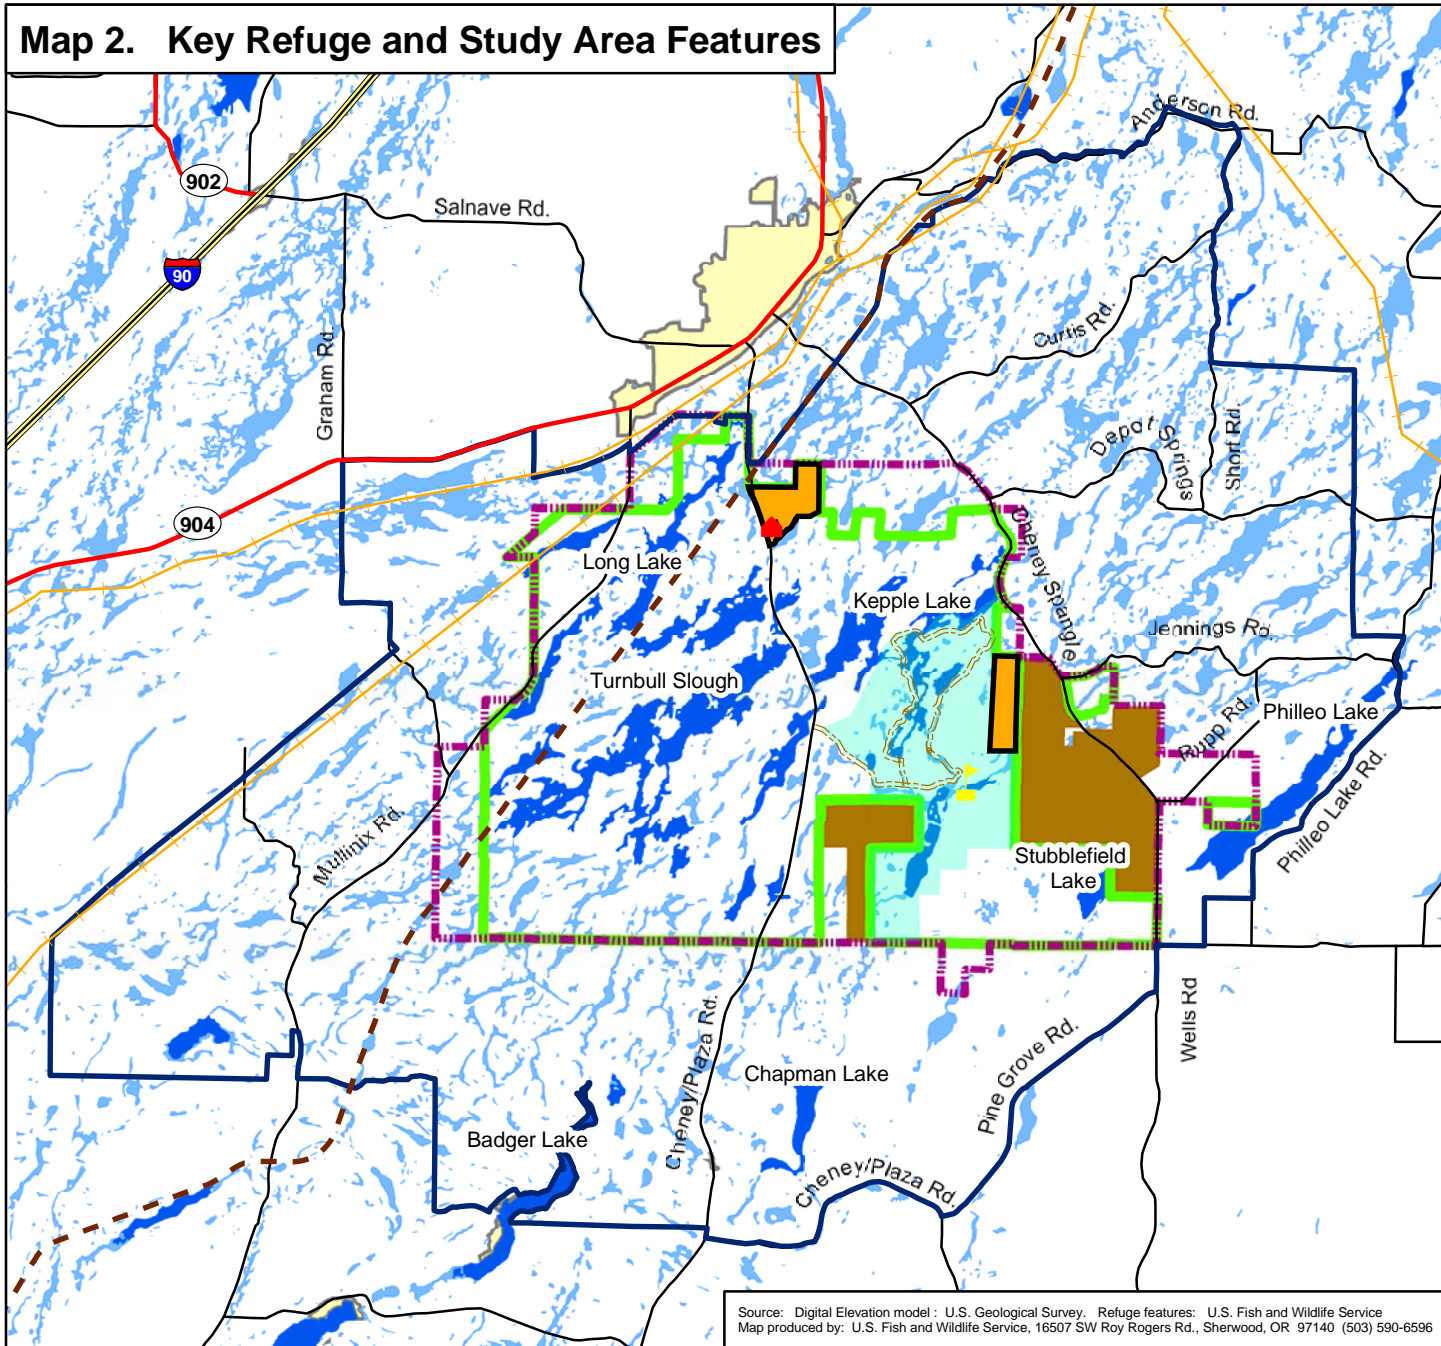 Map 2. Key Refuge and Study Area Features
Anderson Rd.
902
Salnave Rd.
90
Graham Rd.
Curtis Rd.
Depot Springs
Short Rd.
904
Long Lake
Cheney Spangle
Kepple Lake
Jennings Rd.
Turnbull Slough
Rupp Rd.
Philleo Lake
Philleo Lake Rd.
Mullinix Rd.
Stubblefield
Lake
Cheney/Plaza Rd.
Wells Rd
Pine Grove Rd.
Chapman Lake
Badger Lake
Cheney/Plaza Rd.
Source: Digital Elevation model : U.S. Geological Survey. Refuge features: U.S. Fish and Wildlife Service
Map produced by: U.S. Fish and Wildlife Service, 16507 SW Roy Rogers Rd., Sherwood, OR 97140 (503) 590-6596